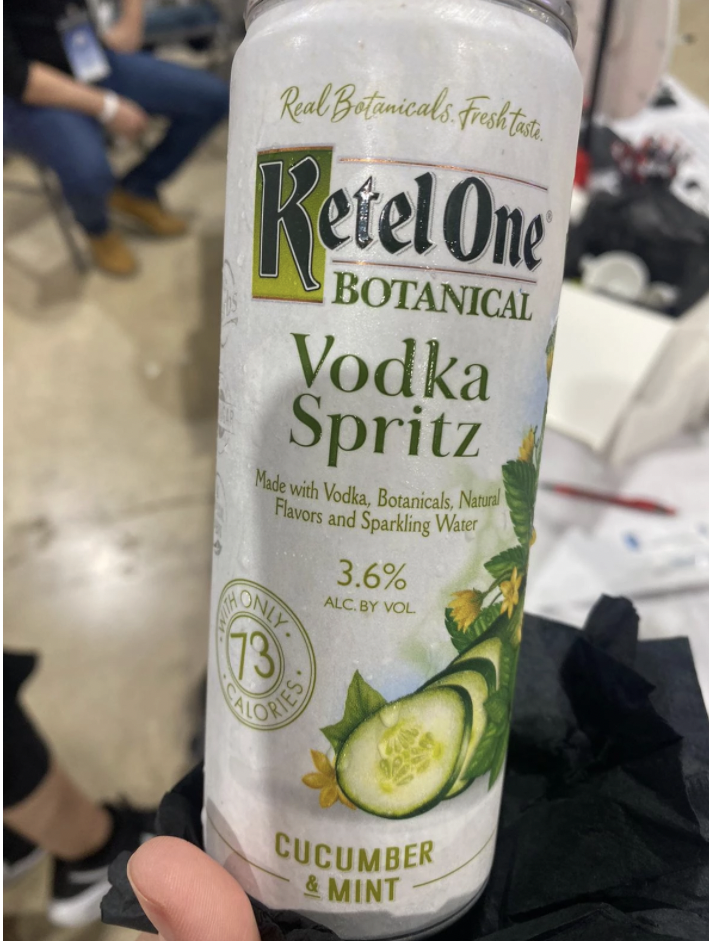 Real Botanicals. Fresh taste.
Ketel One®
BOTANICAL
Vodka
Spritz
Made with Vodka, Botanicals, Natural
Flavors and Sparkling Water
3.6%
ALC. BY VOL.
WITH ONLY
73
CALORIES
CUCUMBER
& MINT